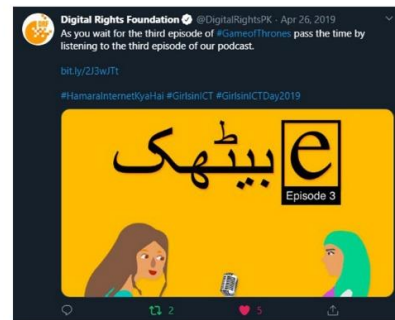 Digital Rights Foundation @DigitalRightsPK · Apr 26, 2019
As you wait for the third episode of #GameofThrones pass the time by
listening to the third episode of our podcast.
bit.ly/2J3wJTt
#HamaraInternetKyaHai #GirlsinICT #GirlsinICTDay2019
e بیٹھک
Episode 3
2
5